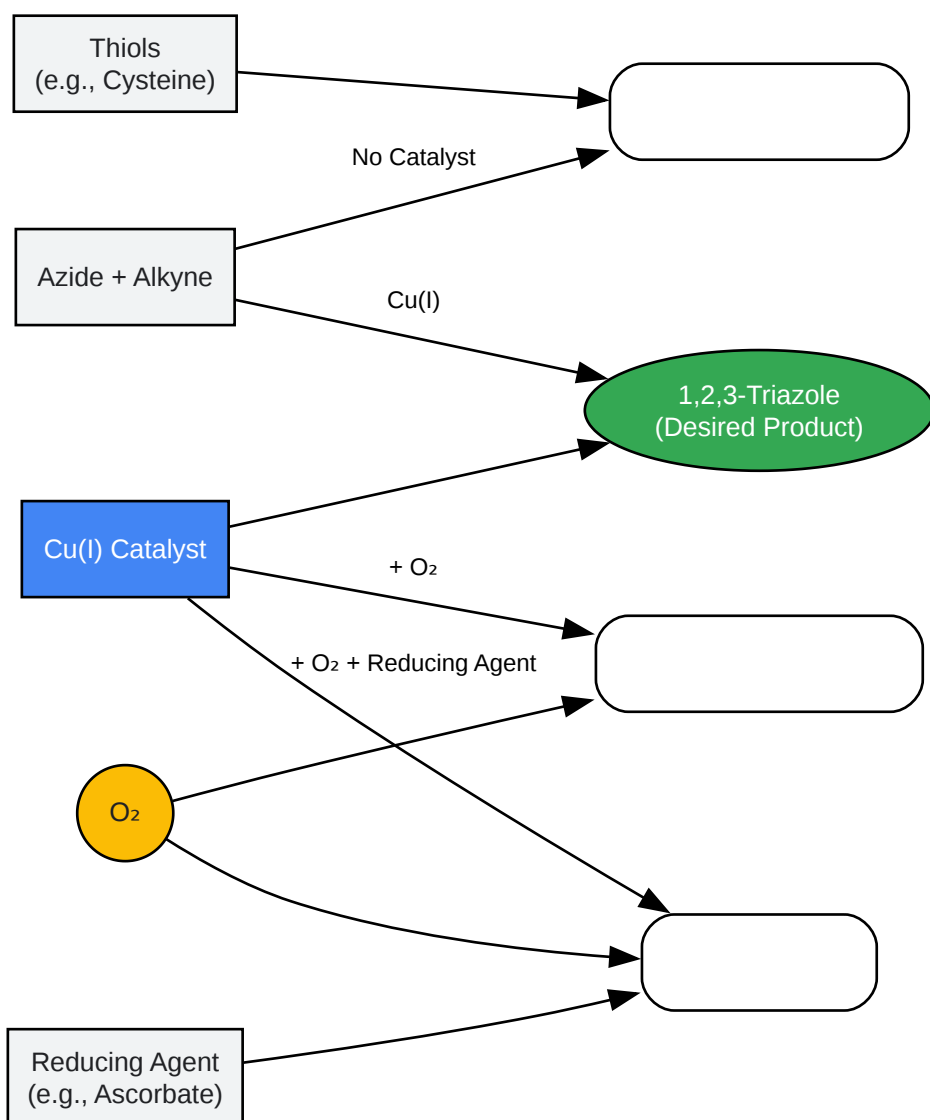 Thiols
(e.g., Cysteine)
No Catalyst
Azide + Alkyne
Cu(I)
1,2,3-Triazole
(Desired Product)
Cu(I) Catalyst
+ O₂
+ O₂ + Reducing Agent
O₂
Reducing Agent
(e.g., Ascorbate)